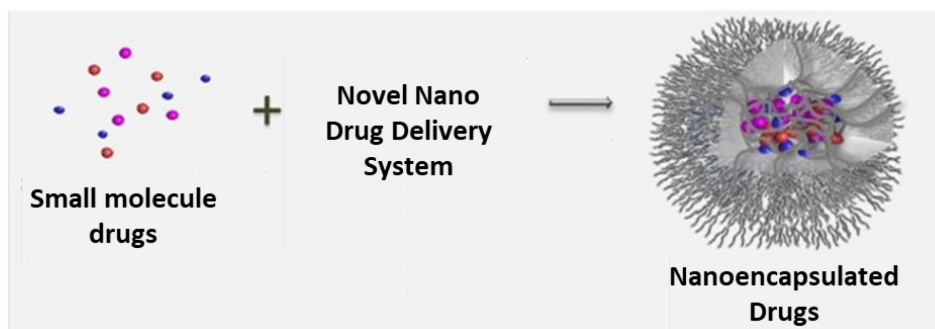 Small molecule
drugs
+
Novel Nano
Drug Delivery
System
Nanoencapsulated
Drugs